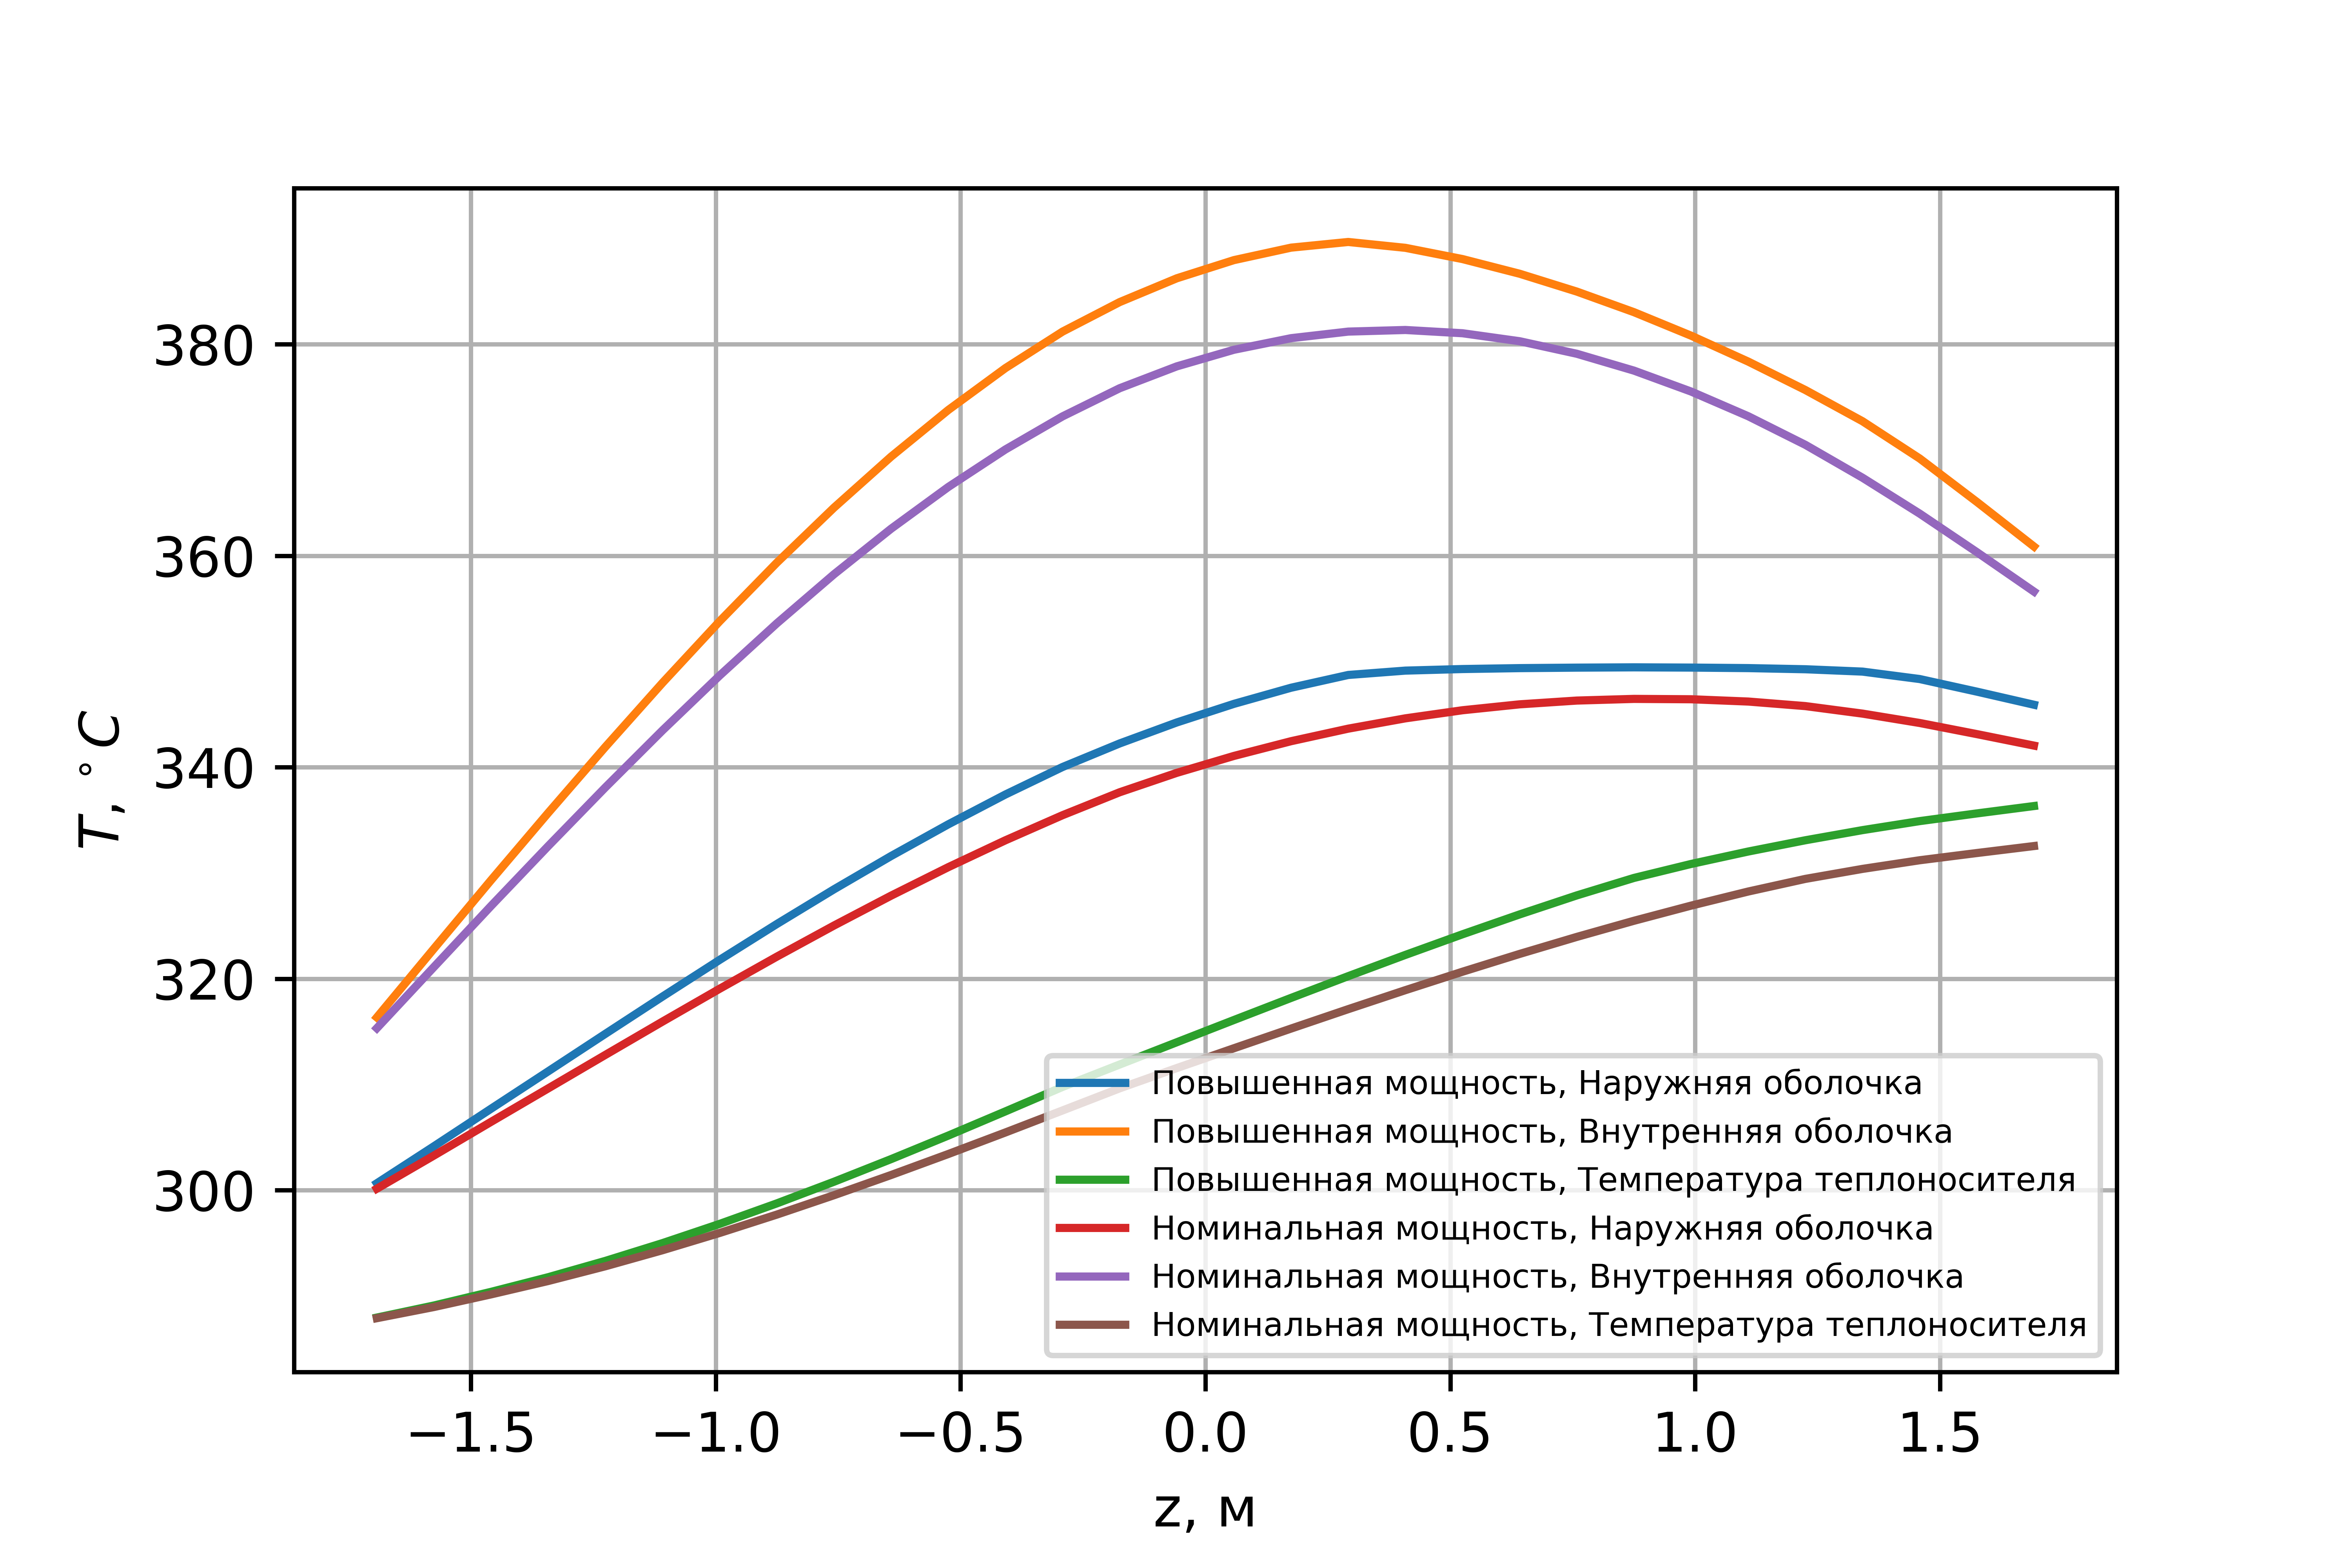 T, °C
380
360
340
320
300
Повышенная мощность, Наружняя оболочка
Повышенная мощность, Внутренняя оболочка
Повышенная мощность, Температура теплоносителя
Номинальная мощность, Наружняя оболочка
Номинальная мощность, Внутренняя оболочка
Номинальная мощность, Температура теплоносителя
−1.5 −1.0 −0.5 0.0 0.5 1.0 1.5
z, м